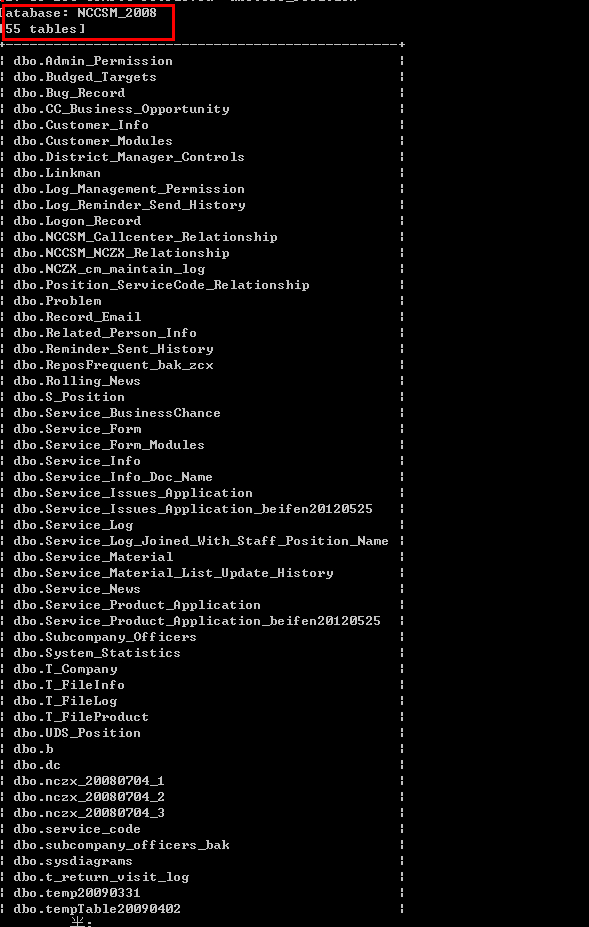 atabase: NCCSM_2008
[55 tables]
+--------------------------------------------------+
| dbo.Admin_Permission |
| dbo.Budged_Targets |
| dbo.Bug_Record |
| dbo.CC_Business_Opportunity |
| dbo.Customer_Info |
| dbo.Customer_Modules |
| dbo.District_Manager_Controls |
| dbo.Linkman |
| dbo.Log_Management_Permission |
| dbo.Log_Reminder_Send_History |
| dbo.Logon_Record |
| dbo.NCCSM_Callcenter_Relationship |
| dbo.NCCSM_NCZX_Relationship |
| dbo.NCZX_cm_maintain_log |
| dbo.Position_ServiceCode_Relationship |
| dbo.Problem |
| dbo.Record_Email |
| dbo.Related_Person_Info |
| dbo.Reminder_Sent_History |
| dbo.ReposFrequent_bak_zcx |
| dbo.Rolling_News |
| dbo.S_Position |
| dbo.Service_BusinessChance |
| dbo.Service_Form |
| dbo.Service_Form_Modules |
| dbo.Service_Info |
| dbo.Service_Info_Doc_Name |
| dbo.Service_Issues_Application |
| dbo.Service_Issues_Application_beifen20120525 |
| dbo.Service_Log |
| dbo.Service_Log_Joined_With_Staff_Position_Name |
| dbo.Service_Material |
| dbo.Service_Material_List_Update_History |
| dbo.Service_News |
| dbo.Service_Product_Application |
| dbo.Service_Product_Application_beifen20120525 |
| dbo.Subcompany_Officers |
| dbo.System_Statistics |
| dbo.T_Company |
| dbo.T_FileInfo |
| dbo.T_FileLog |
| dbo.T_FileProduct |
| dbo.UDS_Position |
| dbo.b |
| dbo.dc |
| dbo.nczx_20080704_1 |
| dbo.nczx_20080704_2 |
| dbo.nczx_20080704_3 |
| dbo.service_code |
| dbo.subcompany_officers_bak |
| dbo.sysdiagrams |
| dbo.t_return_visit_log |
| dbo.temp20090331 |
| dbo.tempTable20090402 |
半: